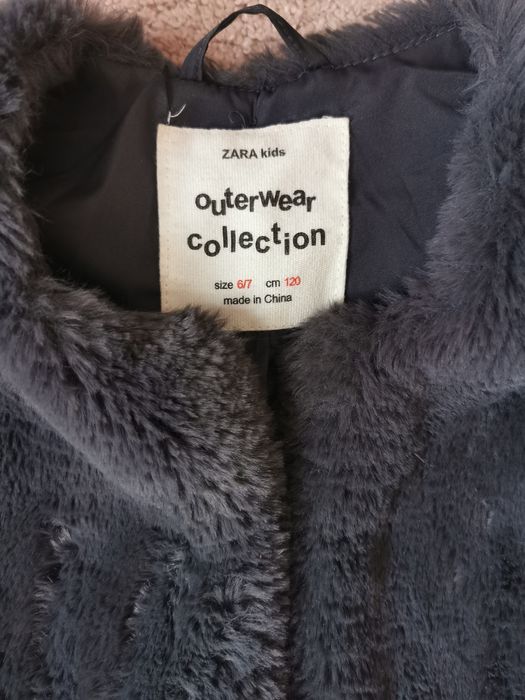 ZARA kids
outerwear
collection
size 6/7 cm 120
made in China